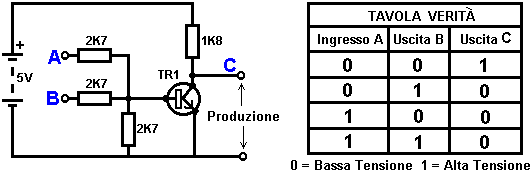 +
5V
2K7
A
2K7
B
2K7
TR1
1K8
C
Produzione
TAVOLA VERITÀ
Ingresso A Uscita B Uscita C
0 0 1
0 1 0
1 0 0
1 1 0
0 = Bassa Tensione 1 = Alta Tensione